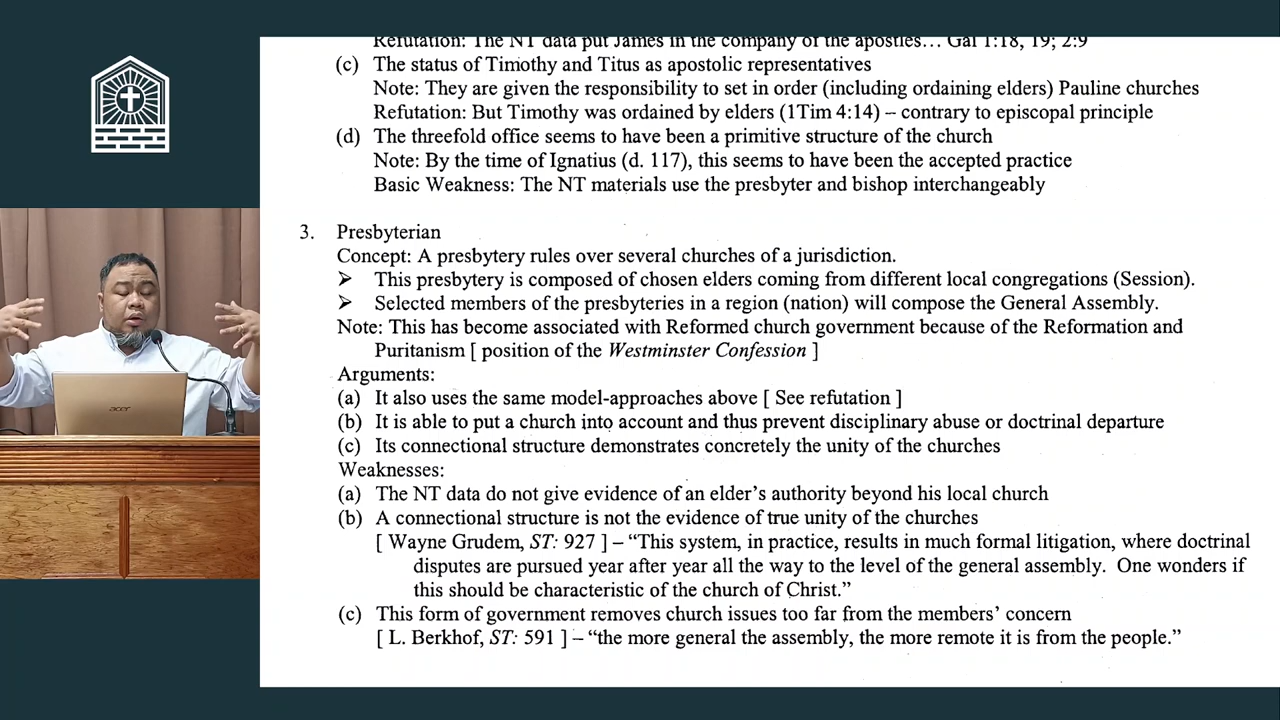 Refutation: The NT data put James in the company of the apostles… Gal 1:18, 19; 2:9
(c) The status of Timothy and Titus as apostolic representatives
Note: They are given the responsibility to set in order (including ordaining elders) Pauline churches
Refutation: But Timothy was ordained by elders (1Tim 4:14) – contrary to episcopal principle
(d) The threefold office seems to have been a primitive structure of the church
Note: By the time of Ignatius (d. 117), this seems to have been the accepted practice
Basic Weakness: The NT materials use the presbyter and bishop interchangeably
3. Presbyterian
Concept: A presbytery rules over several churches of a jurisdiction.
➢ This presbytery is composed of chosen elders coming from different local congregations (Session).
➢ Selected members of the presbyteries in a region (nation) will compose the General Assembly.
Note: This has become associated with Reformed church government because of the Reformation and
Puritanism [ position of the Westminster Confession ]
Arguments:
(a) It also uses the same model-approaches above [ See refutation ]
(b) It is able to put a church into account and thus prevent disciplinary abuse or doctrinal departure
(c) Its connectional structure demonstrates concretely the unity of the churches
Weaknesses:
(a) The NT data do not give evidence of an elder's authority beyond his local church
(b) A connectional structure is not the evidence of true unity of the churches
[ Wayne Grudem, ST: 927 ] – “This system, in practice, results in much formal litigation, where doctrinal
disputes are pursued year after year all the way to the level of the general assembly. One wonders if
this should be characteristic of the church of Christ.”
(c) This form of government removes church issues too far from the members' concern
[ L. Berkhof, ST: 591 ] – “the more general the assembly, the more remote it is from the people.”
acer